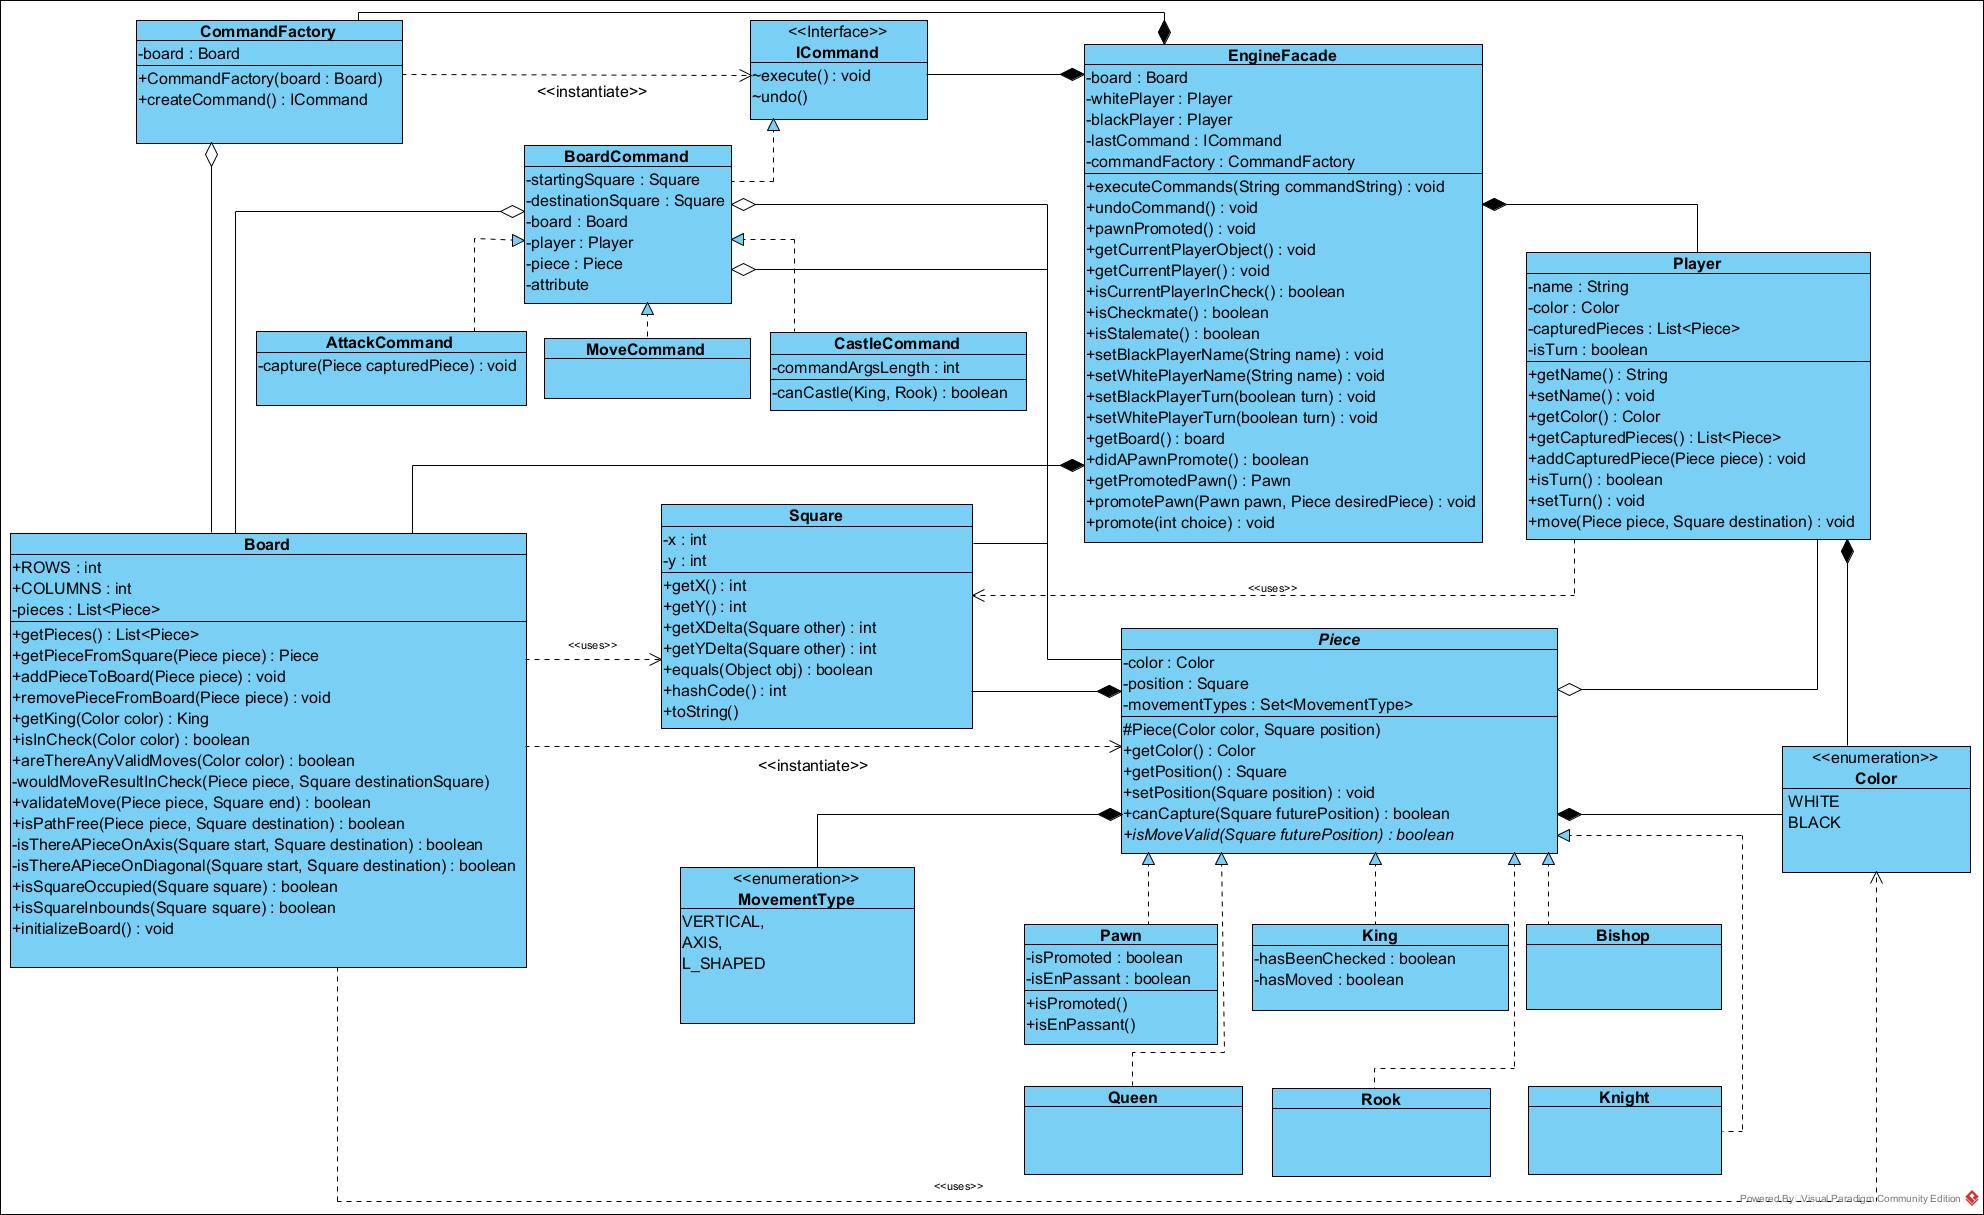 CommandFactory
-board : Board
+CommandFactory(board : Board)
+createCommand() : ICommand
<<instantiate>>
<<Interface>>
ICommand
~execute() : void
~undo()
EngineFacade
-board : Board
-whitePlayer : Player
-blackPlayer : Player
-lastCommand : ICommand
-commandFactory : CommandFactory
+executeCommands(String commandString) : void
+undoCommand() : void
+pawnPromoted() : void
+getCurrentPlayerObject() : void
+getCurrentPlayer() : void
+isCurrentPlayerInCheck() : boolean
+isCheckmate() : boolean
+isStalemate() : boolean
+setBlackPlayerName(String name) : void
+setWhitePlayerName(String name) : void
+setBlackPlayerTurn(boolean turn) : void
+setWhitePlayerTurn(boolean turn) : void
+getBoard() : board
+didAPawnPromote() : boolean
+getPromotedPawn() : Pawn
+promotePawn(Pawn pawn, Piece desiredPiece) : void
+promote(int choice) : void
BoardCommand
-startingSquare : Square
-destinationSquare : Square
-board : Board
-player : Player
-piece : Piece
-attribute
Player
-name : String
-color : Color
-capturedPieces : List<Piece>
-isTurn : boolean
+getName() : String
+setName() : void
+getColor() : Color
+getCapturedPieces() : List<Piece>
+addCapturedPiece(Piece piece) : void
+isTurn() : boolean
+setTurn() : void
+move(Piece piece, Square destination) : void
AttackCommand
-capture(Piece capturedPiece) : void
MoveCommand
CastleCommand
-commandArgsLength : int
-canCastle(King, Rook) : boolean
Board
+ROWS : int
+COLUMNS : int
-pieces : List<Piece>
+getPieces() : List<Piece>
+getPieceFromSquare(Piece piece) : Piece
+addPieceToBoard(Piece piece) : void
+removePieceFromBoard(Piece piece) : void
+getKing(Color color) : King
+isInCheck(Color color) : boolean
+areThereAnyValidMoves(Color color) : boolean
-wouldMoveResultInCheck(Piece piece, Square destinationSquare)
+validateMove(Piece piece, Square end) : boolean
+isPathFree(Piece piece, Square destination) : boolean
-isThereAPieceOnAxis(Square start, Square destination) : boolean
-isThereAPieceOnDiagonal(Square start, Square destination) : boolean
+isSquareOccupied(Square square) : boolean
+isSquareInbounds(Square square) : boolean
+initializeBoard() : void
<<uses>>
Square
-x : int
-y : int
+getX() : int
+getY() : int
+getXDelta(Square other) : int
+getYDelta(Square other) : int
+equals(Object obj) : boolean
+hashCode() : int
+toString()
<<uses>>
<<instantiate>>
Piece
-color : Color
-position : Square
-movementTypes : Set<MovementType>
#Piece(Color color, Square position)
+getColor() : Color
+getPosition() : Square
+setPosition(Square position) : void
+canCapture(Square futurePosition) : boolean
+isMoveValid(Square futurePosition) : boolean
<<enumeration>>
Color
WHITE
BLACK
<<enumeration>>
MovementType
VERTICAL,
AXIS,
L_SHAPED
Pawn
-isPromoted : boolean
-isEnPassant : boolean
+isPromoted()
+isEnPassant()
King
-hasBeenChecked : boolean
-hasMoved : boolean
Bishop
Queen
Rook
Knight
<<uses>>
Powered By Visual Paradigm Community Edition